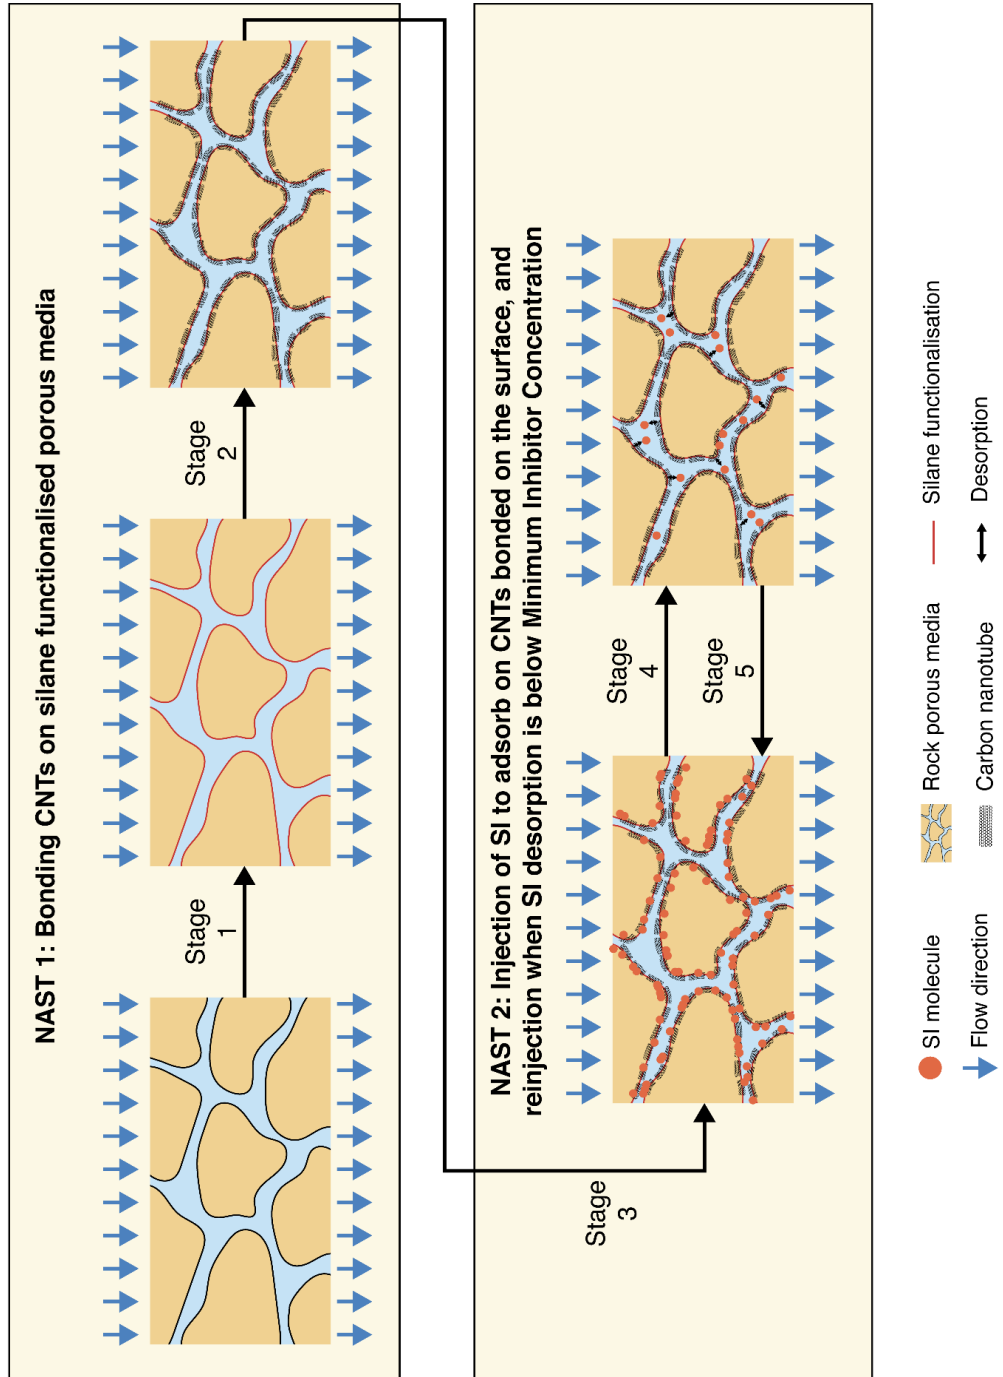 NAST 1: Bonding CNTs on silane functionalised porous media
Stage
1
Stage
2
Stage
3
NAST 2: Injection of SI to adsorb on CNTs bonded on the surface, and
reinjection when SI desorption is below Minimum Inhibitor Concentration
Stage
4
Stage
5
SI molecule
Rock porous media
Silane functionalisation
Flow direction
Carbon nanotube
Desorption